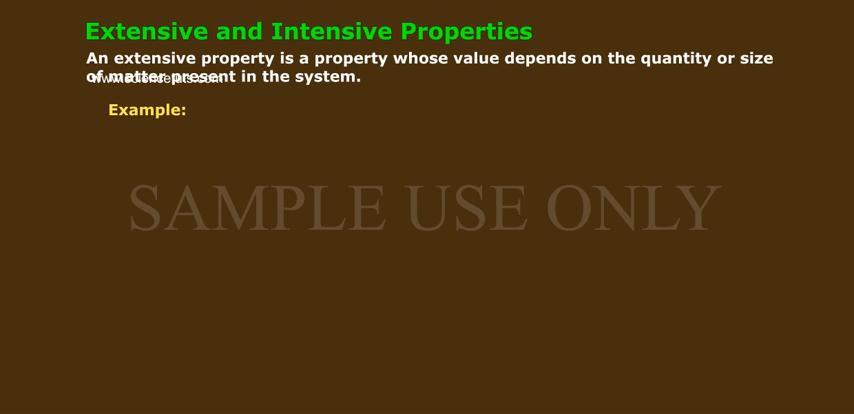 Extensive and Intensive Properties
An extensive property is a property whose value depends on the quantity or size
of matter present in the system.
Example:
SAMPLE USE ONLY